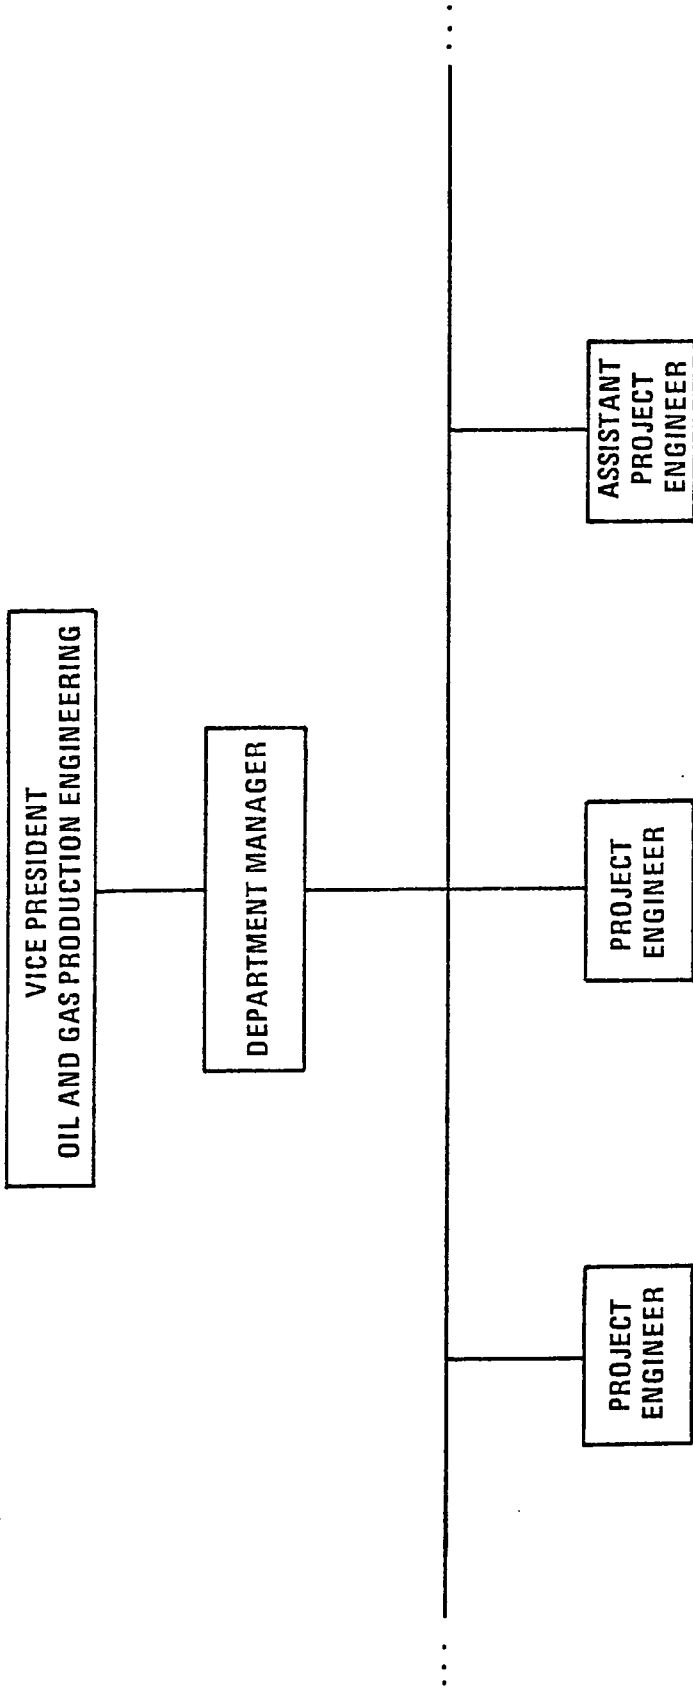 VICE PRESIDENT
OIL AND GAS PRODUCTION ENGINEERING
DEPARTMENT MANAGER
PROJECT
ENGINEER
PROJECT
ENGINEER
ASSISTANT
PROJECT
ENGINEER